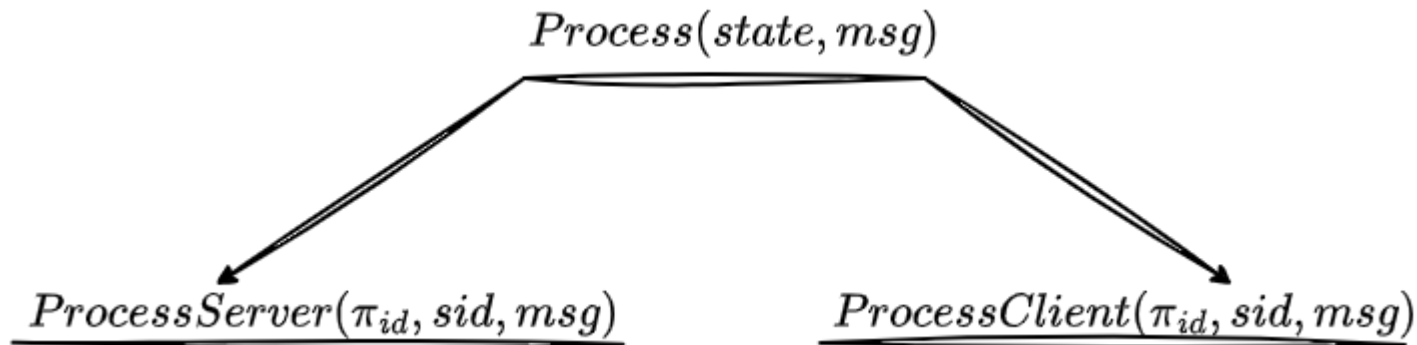 Process(state, msg)
ProcessServer(π_id, sid, msg) ProcessClient(π_id, sid, msg)